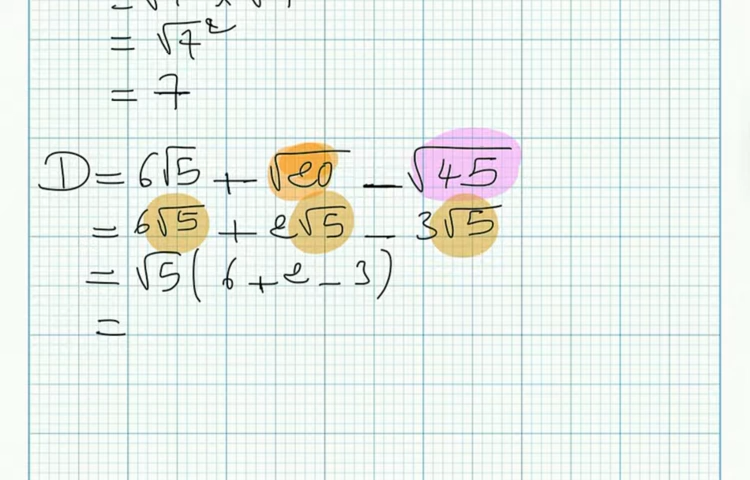 = √7²
= 7
D = 6√5 + √20 - √45
= 6√5 + 2√5 - 3√5
= √5(6 + 2 - 3)
=